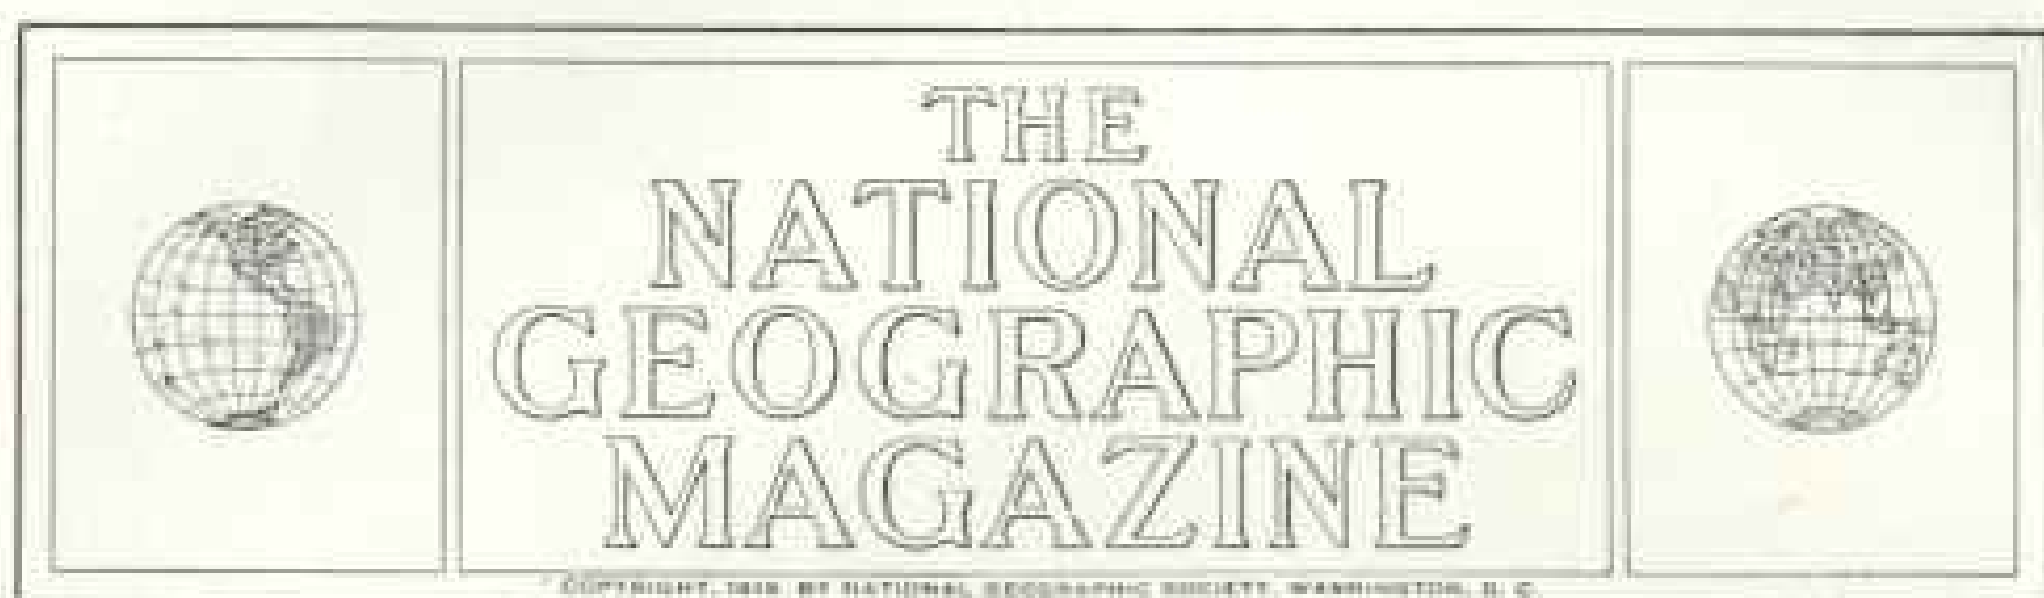 THE
NATIONAL
GEOGRAPHIC
MAGAZINE
COPYRIGHT, BY NATIONAL GEOGRAPHIC SOCIETY, WASHINGTON, D. C.